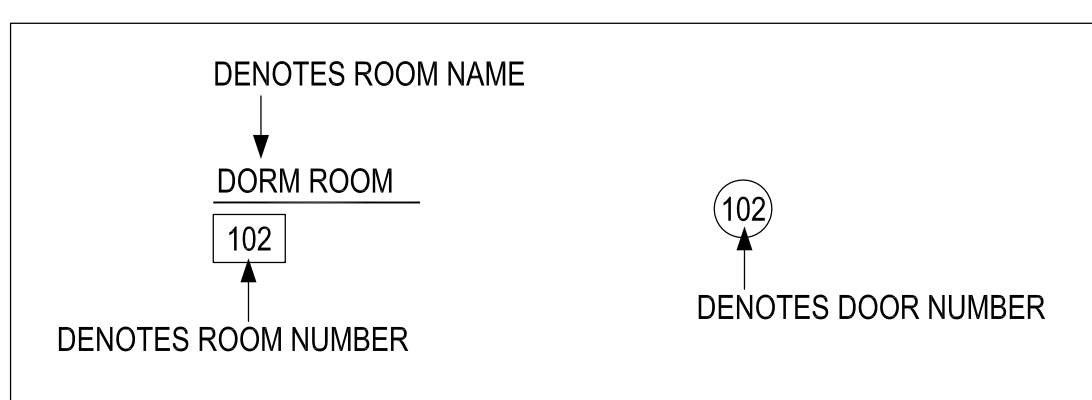 DENOTES ROOM NAME
DORM ROOM
102
DENOTES ROOM NUMBER
102
DENOTES DOOR NUMBER